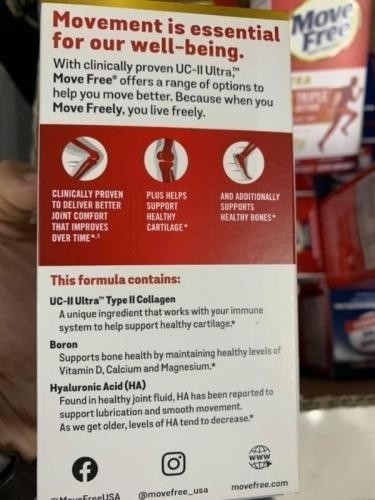 Movement is essential
for our well-being.
With clinically proven UC-II Ultra,™
Move Free® offers a range of options to
help you move better. Because when you
Move Freely, you live freely.
CLINICALLY PROVEN
TO DELIVER BETTER
JOINT COMFORT
THAT IMPROVES
OVER TIME*,‡
PLUS HELPS
SUPPORT
HEALTHY
CARTILAGE*
AND ADDITIONALLY
SUPPORTS
HEALTHY BONES*
This formula contains:
UC-II Ultra™ Type II Collagen
A unique ingredient that works with your immune
system to help support healthy cartilage.*
Boron
Supports bone health by maintaining healthy levels of
Vitamin D, Calcium and Magnesium.*
Hyaluronic Acid (HA)
Found in healthy joint fluid, HA has been reported to
support lubrication and smooth movement.
As we get older, levels of HA tend to decrease.*
www
@MoveFreeUSA
@movefree_usa
movefree.com
Move
Free
TRIPLE